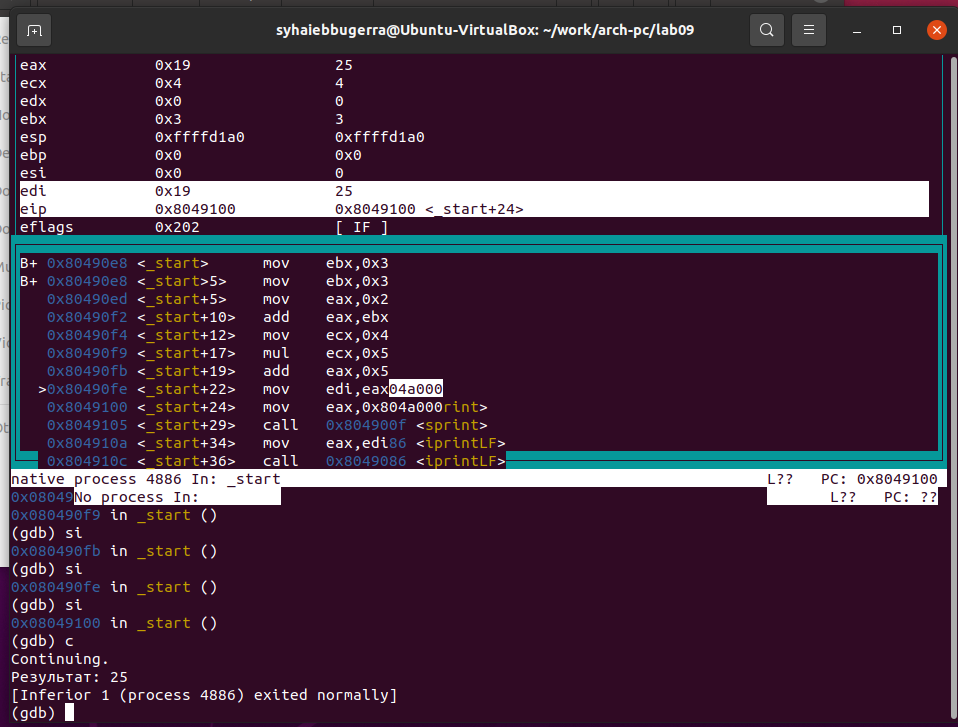 syhaiebbugerra@Ubuntu-VirtualBox: ~/work/arch-pc/lab09
eax 0x19 25
ecx 0x4 4
edx 0x0 0
ebx 0x3 3
esp 0xffffd1a0 0xffffd1a0
ebp 0x0 0x0
esi 0x0 0
edi 0x19 25
eip 0x8049100 0x8049100 <_start+24>
eflags 0x202 [ IF ]
B+ 0x80490e8 <_start> mov ebx,0x3
B+ 0x80490e8 <_start>5> mov ebx,0x3
0x80490ed <_start+5> mov eax,0x2
0x80490f2 <_start+10> add eax,ebx
0x80490f4 <_start+12> mov ecx,0x4
0x80490f9 <_start+17> mul ecx,0x5
0x80490fb <_start+19> add eax,0x5
>0x80490fe <_start+22> mov edi,eax04a000
0x8049100 <_start+24> mov eax,0x804a000rint>
0x8049105 <_start+29> call 0x804900f <sprint>
0x804910a <_start+34> mov eax,edi86 <iprintLF>
0x804910c <_start+36> call 0x8049086 <iprintLF>
native process 4886 In: _start L?? PC: 0x8049100
0x08049No process In: L?? PC: ??
0x080490f9 in _start ()
(gdb) si
0x080490fb in _start ()
(gdb) si
0x080490fe in _start ()
(gdb) si
0x08049100 in _start ()
(gdb) c
Continuing.
Результат: 25
[Inferior 1 (process 4886) exited normally]
(gdb)